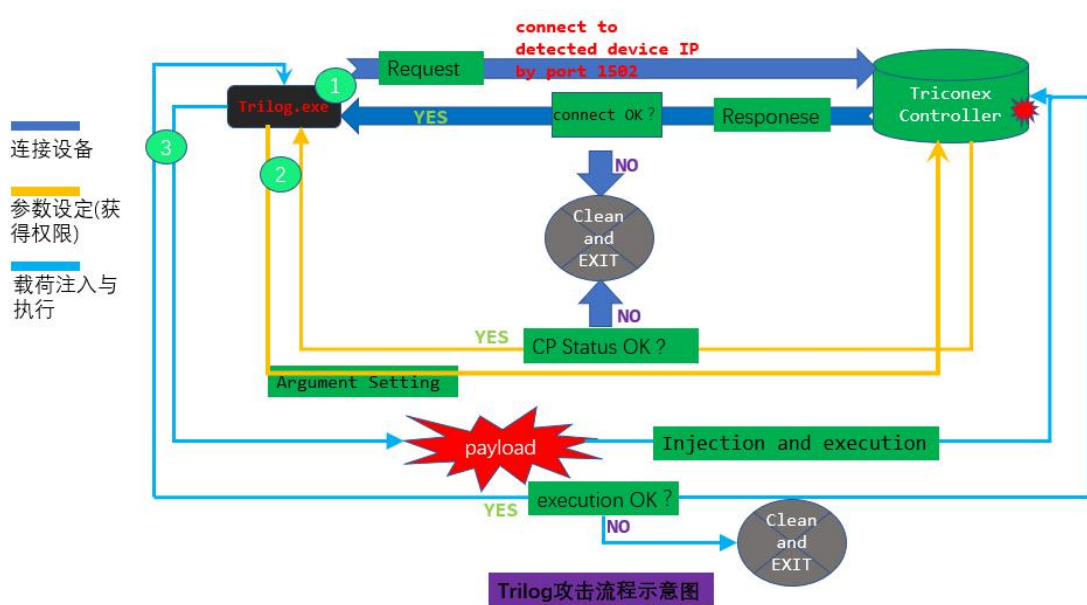 connect to
detected device IP
by port 1502
Request
1
Trilog.exe
Triconex
Controller
YES
connect OK？
Responese
连接设备
3
2
NO
参数设定(获
得权限)
Clean
and
EXIT
载荷注入与
执行
NO
YES
CP Status OK？
Argument Setting
payload
Injection and execution
execution OK？
YES
NO
Clean
and
EXIT
Trilog攻击流程示意图